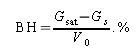 BH = (G_sat − G_s) / V_0 .%